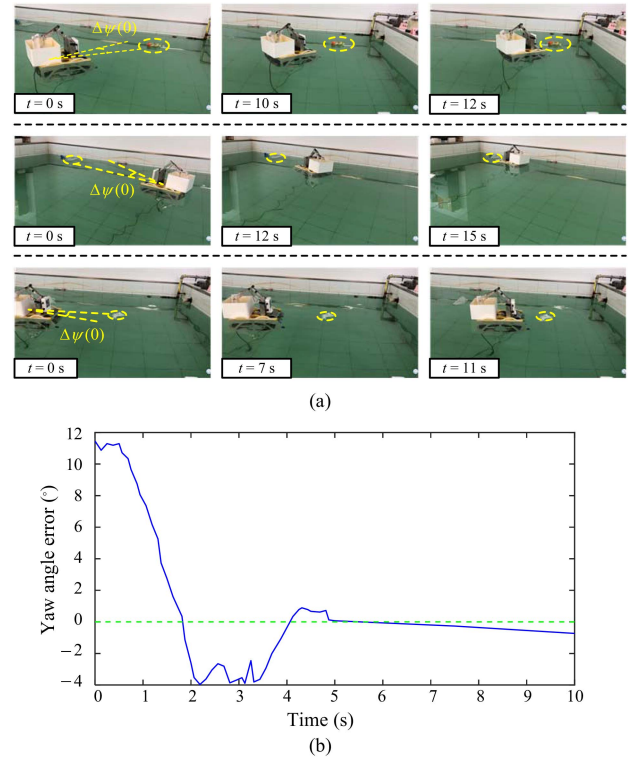 Δψ(0)
t = 0 s
t = 10 s
t = 12 s
Δψ(0)
t = 0 s
t = 12 s
t = 15 s
Δψ(0)
t = 0 s
t = 7 s
t = 11 s
(a)
12
10
8
6
4
2
0
−2
−4
Yaw angle error (°)
0 1 2 3 4 5 6 7 8 9 10
Time (s)
(b)